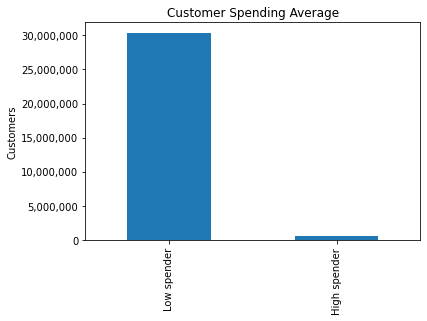 Customer Spending Average
Customers
30,000,000
25,000,000
20,000,000
15,000,000
10,000,000
5,000,000
0
Low spender
High spender